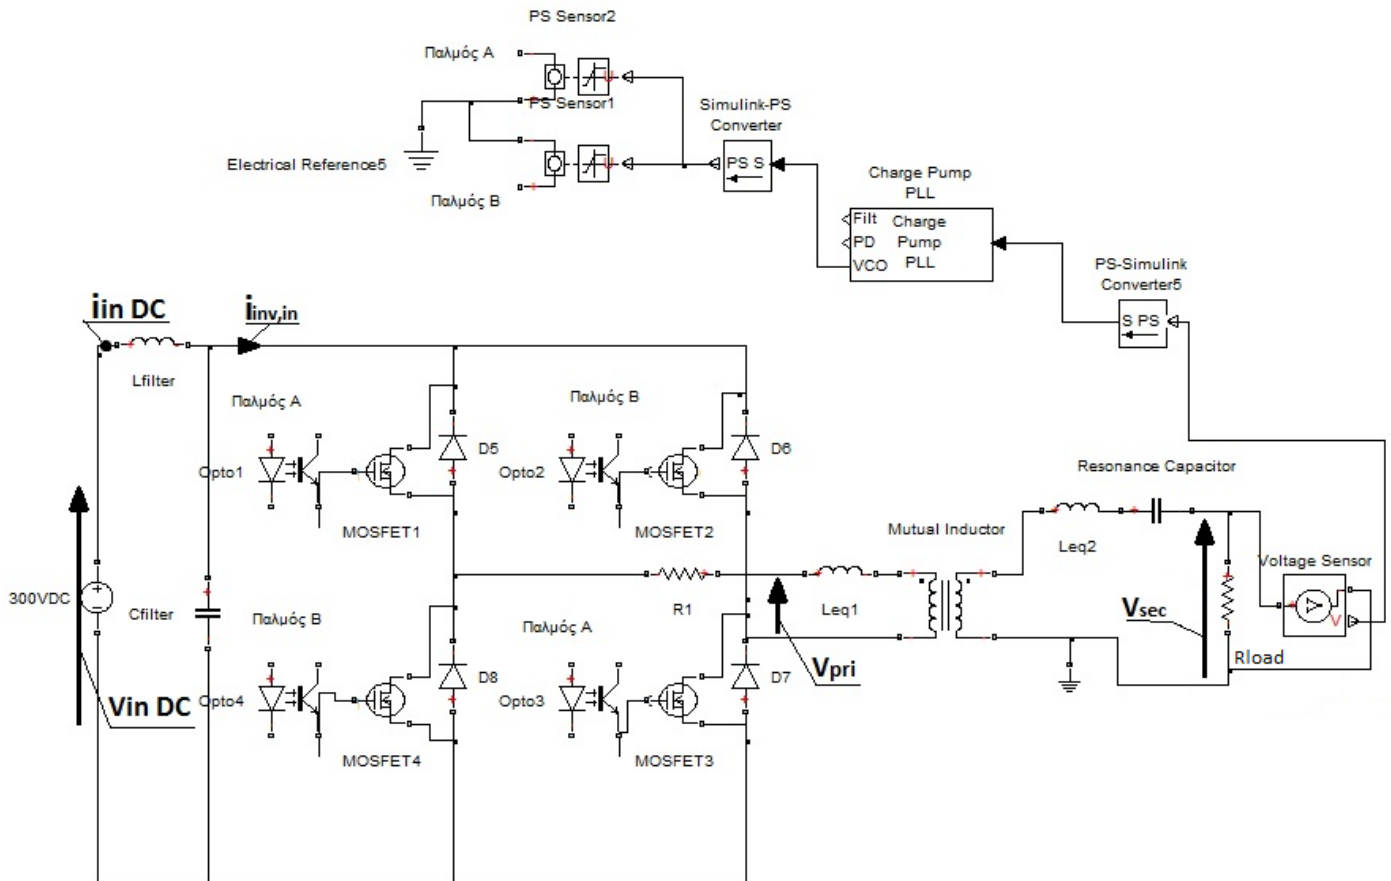 PS Sensor2
Παλμός Α
U
PS Sensor1
Simulink-PS
Converter
Electrical Reference5
U
PS S
Παλμός Β
Charge Pump
PLL
Filt
PD
VCO
Charge
Pump
PLL
PS-Simulink
Converter5
S PS
iin DC
iinv,in
Lfilter
Παλμός Α
Παλμός Β
D5
D6
Opto1
Opto2
MOSFET1
MOSFET2
Resonance Capacitor
Mutual Inductor
Leq2
Voltage Sensor
V
V
300VDC
Cfilter
R1
Leq1
Vsec
Παλμός Β
Παλμός Α
Vpri
Rload
D8
D7
Vin DC
Opto4
Opto3
MOSFET4
MOSFET3